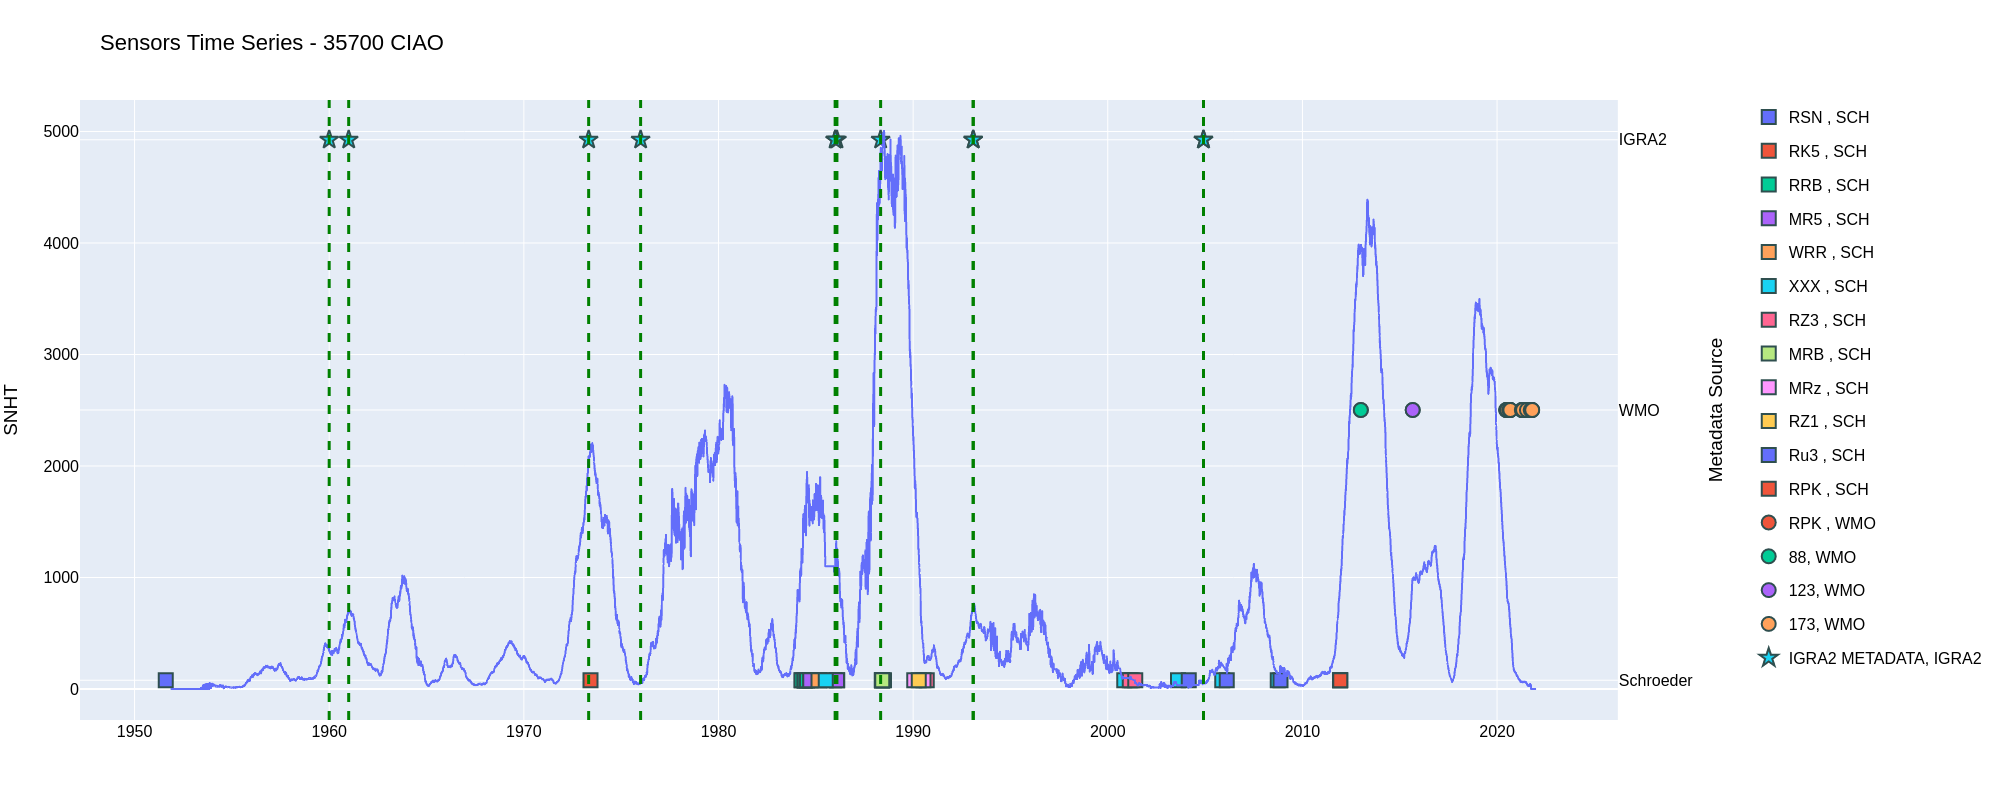 Sensors Time Series - 35700 CIAO
SNHT
5000
4000
3000
2000
1000
0
1950
1960
1970
1980
1990
2000
2010
2020
IGRA2
WMO
Schroeder
Metadata Source
RSN , SCH
RK5 , SCH
RRB , SCH
MR5 , SCH
WRR , SCH
XXX , SCH
RZ3 , SCH
MRB , SCH
MRz , SCH
RZ1 , SCH
Ru3 , SCH
RPK , SCH
RPK , WMO
88, WMO
123, WMO
173, WMO
IGRA2 METADATA, IGRA2